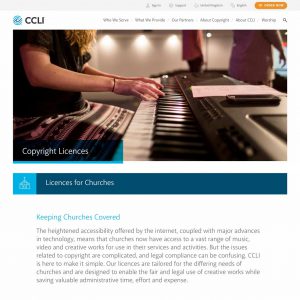 Sign In Support United Kingdom English ORDER NOW
CCLI Who We Serve What We Provide Our Partners About Copyright About CCLI Worship
Copyright Licences
Licences for Churches
Keeping Churches Covered
The heightened accessibility offered by the internet, coupled with major advances
in technology, means that churches now have access to a vast range of music,
video and creative works for use in their services and activities. But the issues
related to copyright are complicated, and legal compliance can be confusing. CCLI
is here to make it simple. Our licences are tailored for the differing needs of
churches and are designed to enable the fair and legal use of creative works while
saving valuable administrative time, effort and expense.